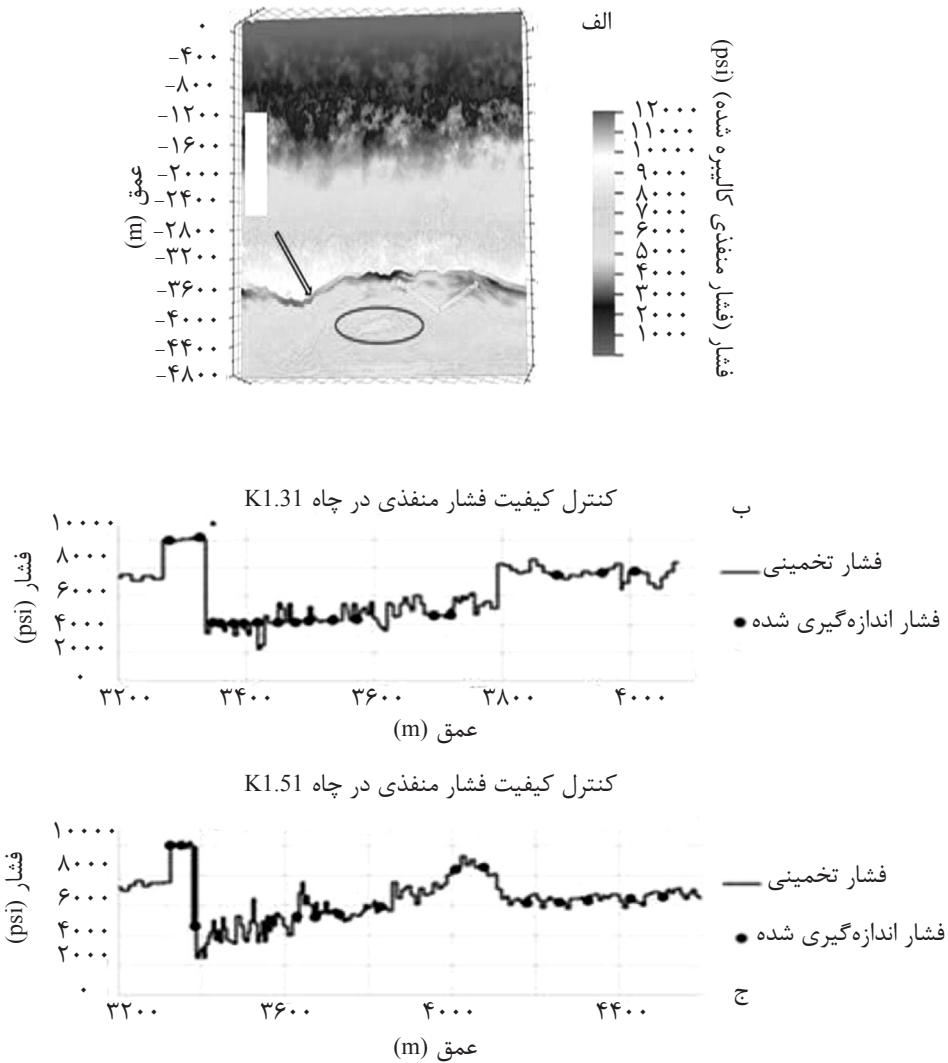 الف
۰
-۴۰۰
-۸۰۰
-۱۲۰۰
-۱۶۰۰
-۲۰۰۰
-۲۴۰۰
-۲۸۰۰
-۳۲۰۰
-۳۶۰۰
-۴۰۰۰
-۴۴۰۰
-۴۸۰۰
عمق (m)
۱۲۰۰۰
۱۱۰۰۰
۱۰۰۰۰
۹۰۰۰
۸۰۰۰
۷۰۰۰
۶۰۰۰
۵۰۰۰
۴۰۰۰
۳۰۰۰
۲۰۰۰
۱۰۰۰
فشار (فشار منفذی کالیبره شده) (psi)
ب
کنترل کیفیت فشار منفذی در چاه K1.31
۱۰۰۰۰
۸۰۰۰
۶۰۰۰
۴۰۰۰
۲۰۰۰
۰
فشار (psi)
۳۲۰۰ ۳۴۰۰ ۳۶۰۰ ۳۸۰۰ ۴۰۰۰
عمق (m)
فشار تخمینی
فشار اندازه‌گیری شده
کنترل کیفیت فشار منفذی در چاه K1.51
۱۰۰۰۰
۸۰۰۰
۶۰۰۰
۴۰۰۰
۲۰۰۰
۰
فشار (psi)
۳۲۰۰ ۳۶۰۰ ۴۰۰۰ ۴۴۰۰
عمق (m)
فشار تخمینی
فشار اندازه‌گیری شده
ج